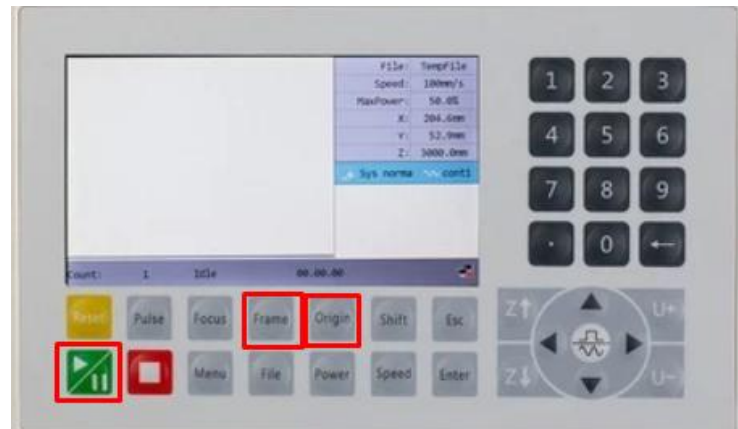 File: TempFile
Speed: 100mm/s
MaxPower: 50.0%
X: 204.6mm
Y: 52.9mm
Z: 5000.0mm
Sys norma cont1
Count: 1 Idle 00.00.00
1 2 3
4 5 6
7 8 9
. 0 ←
Reset Pulse Focus Frame Origin Shift Esc
Menu File Power Speed Enter
Z↑ U+
Z↓ U-